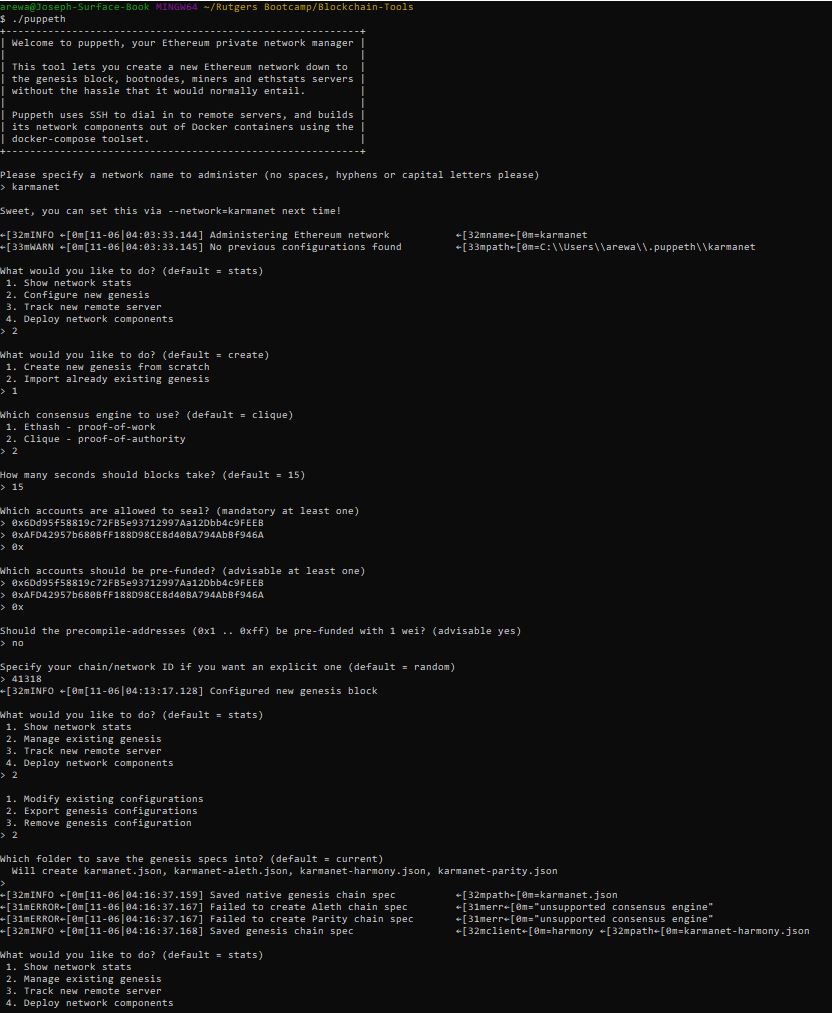 arewa@Joseph-Surface-Book MINGW64 ~/Rutgers Bootcamp/Blockchain-Tools
$ ./puppeth
+-----------------------------------------------------------+
| Welcome to puppeth, your Ethereum private network manager |
|                                                           |
| This tool lets you create a new Ethereum network down to  |
| the genesis block, bootnodes, miners and ethstats servers |
| without the hassle that it would normally entail.         |
|                                                           |
| Puppeth uses SSH to dial in to remote servers, and builds |
| its network components out of Docker containers using the |
| docker-compose toolset.                                   |
+-----------------------------------------------------------+

Please specify a network name to administer (no spaces, hyphens or capital letters please)
> karmanet

Sweet, you can set this via --network=karmanet next time!

←[32mINFO ←[0m[11-06|04:03:33.144] Administering Ethereum network           ←[32mname←[0m=karmanet
←[33mWARN ←[0m[11-06|04:03:33.145] No previous configurations found         ←[33mpath←[0m=C:\\Users\\arewa\\.puppeth\\karmanet

What would you like to do? (default = stats)
 1. Show network stats
 2. Configure new genesis
 3. Track new remote server
 4. Deploy network components
> 2

What would you like to do? (default = create)
 1. Create new genesis from scratch
 2. Import already existing genesis
> 1

Which consensus engine to use? (default = clique)
 1. Ethash - proof-of-work
 2. Clique - proof-of-authority
> 2

How many seconds should blocks take? (default = 15)
> 15

Which accounts are allowed to seal? (mandatory at least one)
> 0x6Dd95f58819c72FB5e93712997Aa12Dbb4c9FEEB
> 0xAFD42957b680BfF188D98CE8d40BA794AbBf946A
> 0x

Which accounts should be pre-funded? (advisable at least one)
> 0x6Dd95f58819c72FB5e93712997Aa12Dbb4c9FEEB
> 0xAFD42957b680BfF188D98CE8d40BA794AbBf946A
> 0x

Should the precompile-addresses (0x1 .. 0xff) be pre-funded with 1 wei? (advisable yes)
> no

Specify your chain/network ID if you want an explicit one (default = random)
> 41318
←[32mINFO ←[0m[11-06|04:13:17.128] Configured new genesis block

What would you like to do? (default = stats)
 1. Show network stats
 2. Manage existing genesis
 3. Track new remote server
 4. Deploy network components
> 2

 1. Modify existing configurations
 2. Export genesis configurations
 3. Remove genesis configuration
> 2

Which folder to save the genesis specs into? (default = current)
  Will create karmanet.json, karmanet-aleth.json, karmanet-harmony.json, karmanet-parity.json
>
←[32mINFO ←[0m[11-06|04:16:37.159] Saved native genesis chain spec          ←[32mpath←[0m=karmanet.json
←[31mERROR←[0m[11-06|04:16:37.167] Failed to create Aleth chain spec        ←[31merr←[0m="unsupported consensus engine"
←[31mERROR←[0m[11-06|04:16:37.167] Failed to create Parity chain spec       ←[31merr←[0m="unsupported consensus engine"
←[32mINFO ←[0m[11-06|04:16:37.168] Saved genesis chain spec                 ←[32mclient←[0m=harmony ←[32mpath←[0m=karmanet-harmony.json

What would you like to do? (default = stats)
 1. Show network stats
 2. Manage existing genesis
 3. Track new remote server
 4. Deploy network components